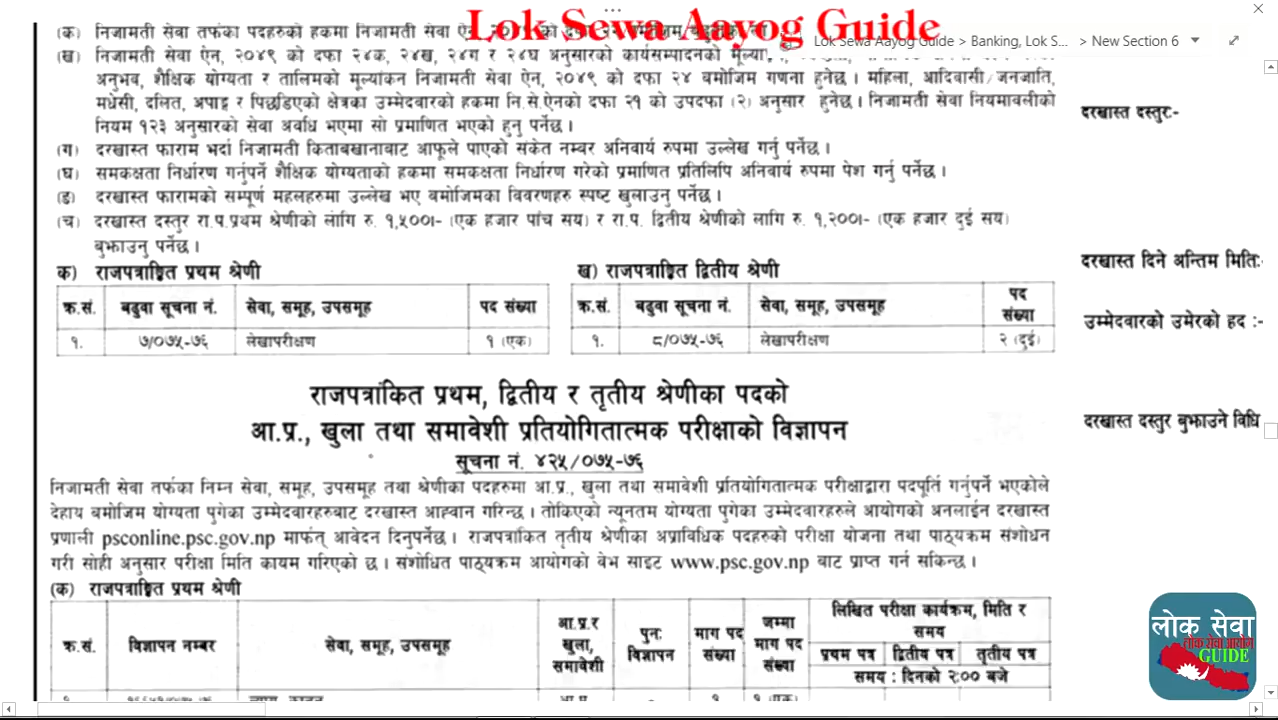 Lok Sewa Aayog Guide
Lok Sewa Aayog Guide > Banking, Lok S... > New Section 6
(क) निजामती सेवा तर्फका पदहरुको हकमा निजामती सेवा ऐन,
(ख) निजामती सेवा ऐन, २०४९ को दफा २४क, २४ख, २४ग र २४घ अनुसारको कार्यसम्पादनको
अनुभव, शैक्षिक योग्यता र तालिमको मूल्यांकन निजामती सेवा ऐन, २०४९ को दफा २४ बमोजिम गणना हुनेछ । महिला, आदिवासी/जनजाति,
मधेसी, दलित, अपाङ्ग र पिछडिएको क्षेत्रका उम्मेदवारको हकमा नि.से.ऐनको दफा २१ को उपदफा (२) अनुसार हुनेछ । निजामती सेवा नियमावलीको
नियम १२३ अनुसारको सेवा अवधि भएमा सो प्रमाणित भएको हुनु पर्नेछ ।
(ग) दरखास्त फाराम भर्दा निजामती किताबखानाबाट आफूले पाएको संकेत नम्बर अनिवार्य रुपमा उल्लेख गर्नु पर्नेछ ।
(घ) समकक्षता निर्धारण गर्नुपर्ने शैक्षिक योग्यताको हकमा समकक्षता निर्धारण गरेको प्रमाणित प्रतिलिपि अनिवार्य रुपमा पेश गर्नु पर्नेछ ।
(ङ) दरखास्त फारामको सम्पूर्ण महलहरुमा उल्लेख भए बमोजिमका विवरणहरु स्पष्ट खुलाउनु पर्नेछ ।
(च) दरखास्त दस्तुर रा.प.प्रथम श्रेणीको लागि रु. १,५००।- (एक हजार पांच सय) र रा.प. द्वितीय श्रेणीको लागि रु. १,२००।- (एक हजार दुई सय)
बुझाउनु पर्नेछ ।
क) राजपत्राङ्कित प्रथम श्रेणी
क्र.सं. बढुवा सूचना नं. सेवा, समूह, उपसमूह पद संख्या
१. ७/०७५-७६ लेखापरीक्षण १ (एक)
ख) राजपत्राङ्कित द्वितीय श्रेणी
क्र.सं. बढुवा सूचना नं. सेवा, समूह, उपसमूह पद संख्या
१. ८/०७५-७६ लेखापरीक्षण २ (दुई)
राजपत्रांकित प्रथम, द्वितीय र तृतीय श्रेणीका पदको
आ.प्र., खुला तथा समावेशी प्रतियोगितात्मक परीक्षाको विज्ञापन
सूचना नं. ४२५/०७५-७६
निजामती सेवा तर्फका निम्न सेवा, समूह, उपसमूह तथा श्रेणीका पदहरुमा आ.प्र., खुला तथा समावेशी प्रतियोगितात्मक परीक्षाद्वारा पदपूर्ति गर्नुपर्ने भएकोले
देहाय बमोजिम योग्यता पुगेका उम्मेदवारहरुबाट दरखास्त आह्वान गरिन्छ । तोकिएको न्यूनतम योग्यता पुगेका उम्मेदवारहरुले आयोगको अनलाईन दरखास्त
प्रणाली psconline.psc.gov.np मार्फत् आवेदन दिनुपर्नेछ । राजपत्रांकित तृतीय श्रेणीका अप्राविधिक पदहरुको परीक्षा योजना तथा पाठ्यक्रम संशोधन
गरी सोही अनुसार परीक्षा मिति कायम गरिएको छ । संशोधित पाठ्यक्रम आयोगको वेभ साइट www.psc.gov.np बाट प्राप्त गर्न सकिन्छ ।
(क) राजपत्राङ्कित प्रथम श्रेणी
क्र.सं. विज्ञापन नम्बर सेवा, समूह, उपसमूह आ.प्र.र खुला, समावेशी पुनः विज्ञापन माग पद संख्या जम्मा माग पद संख्या लिखित परीक्षा कार्यक्रम, मिति र समय
प्रथम पत्र द्वितीय पत्र तृतीय पत्र
समय : दिनको २:०० बजे
दरखास्त दस्तुरः-
दरखास्त दिने अन्तिम मितिः-
उम्मेदवारको उमेरको हद :-
दरखास्त दस्तुर बुझाउने विधि
लोक सेवा
लोक सेवा आयोग
GUIDE